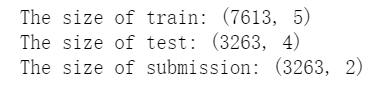 The size of train: (7613, 5)
The size of test: (3263, 4)
The size of submission: (3263, 2)